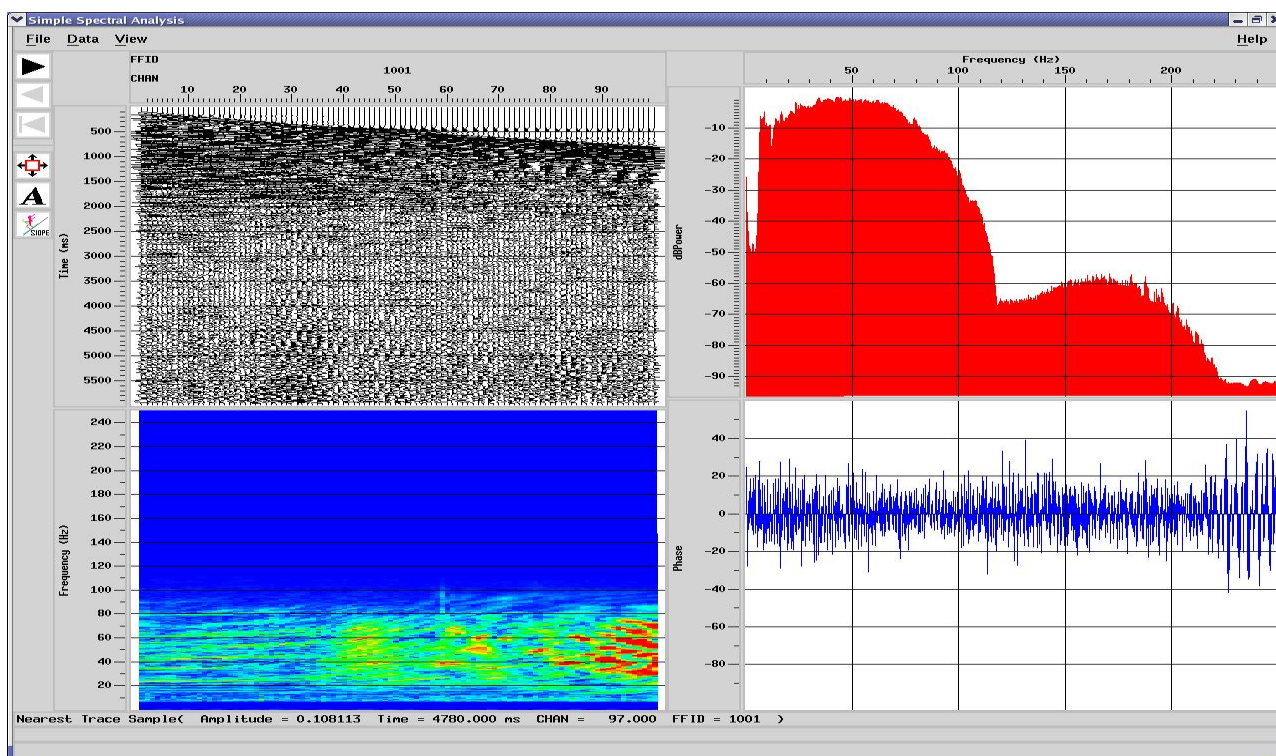 Simple Spectral Analysis
File Data View Help
A
SlOPE
FFID
1001
CHAN
10 20 30 40 50 60 70 80 90
Time (ms)
500
1000
1500
2000
2500
3000
3500
4000
4500
5000
5500
Frequency (Hz)
50 100 150 200
dBPower
-10
-20
-30
-40
-50
-60
-70
-80
-90
Frequency (Hz)
240
220
200
180
160
140
120
100
80
60
40
20
Phase
40
20
0
-20
-40
-60
-80
Nearest Trace Sample( Amplitude = 0.108113 Time = 4780.000 ms CHAN = 97.000 FFID = 1001 )